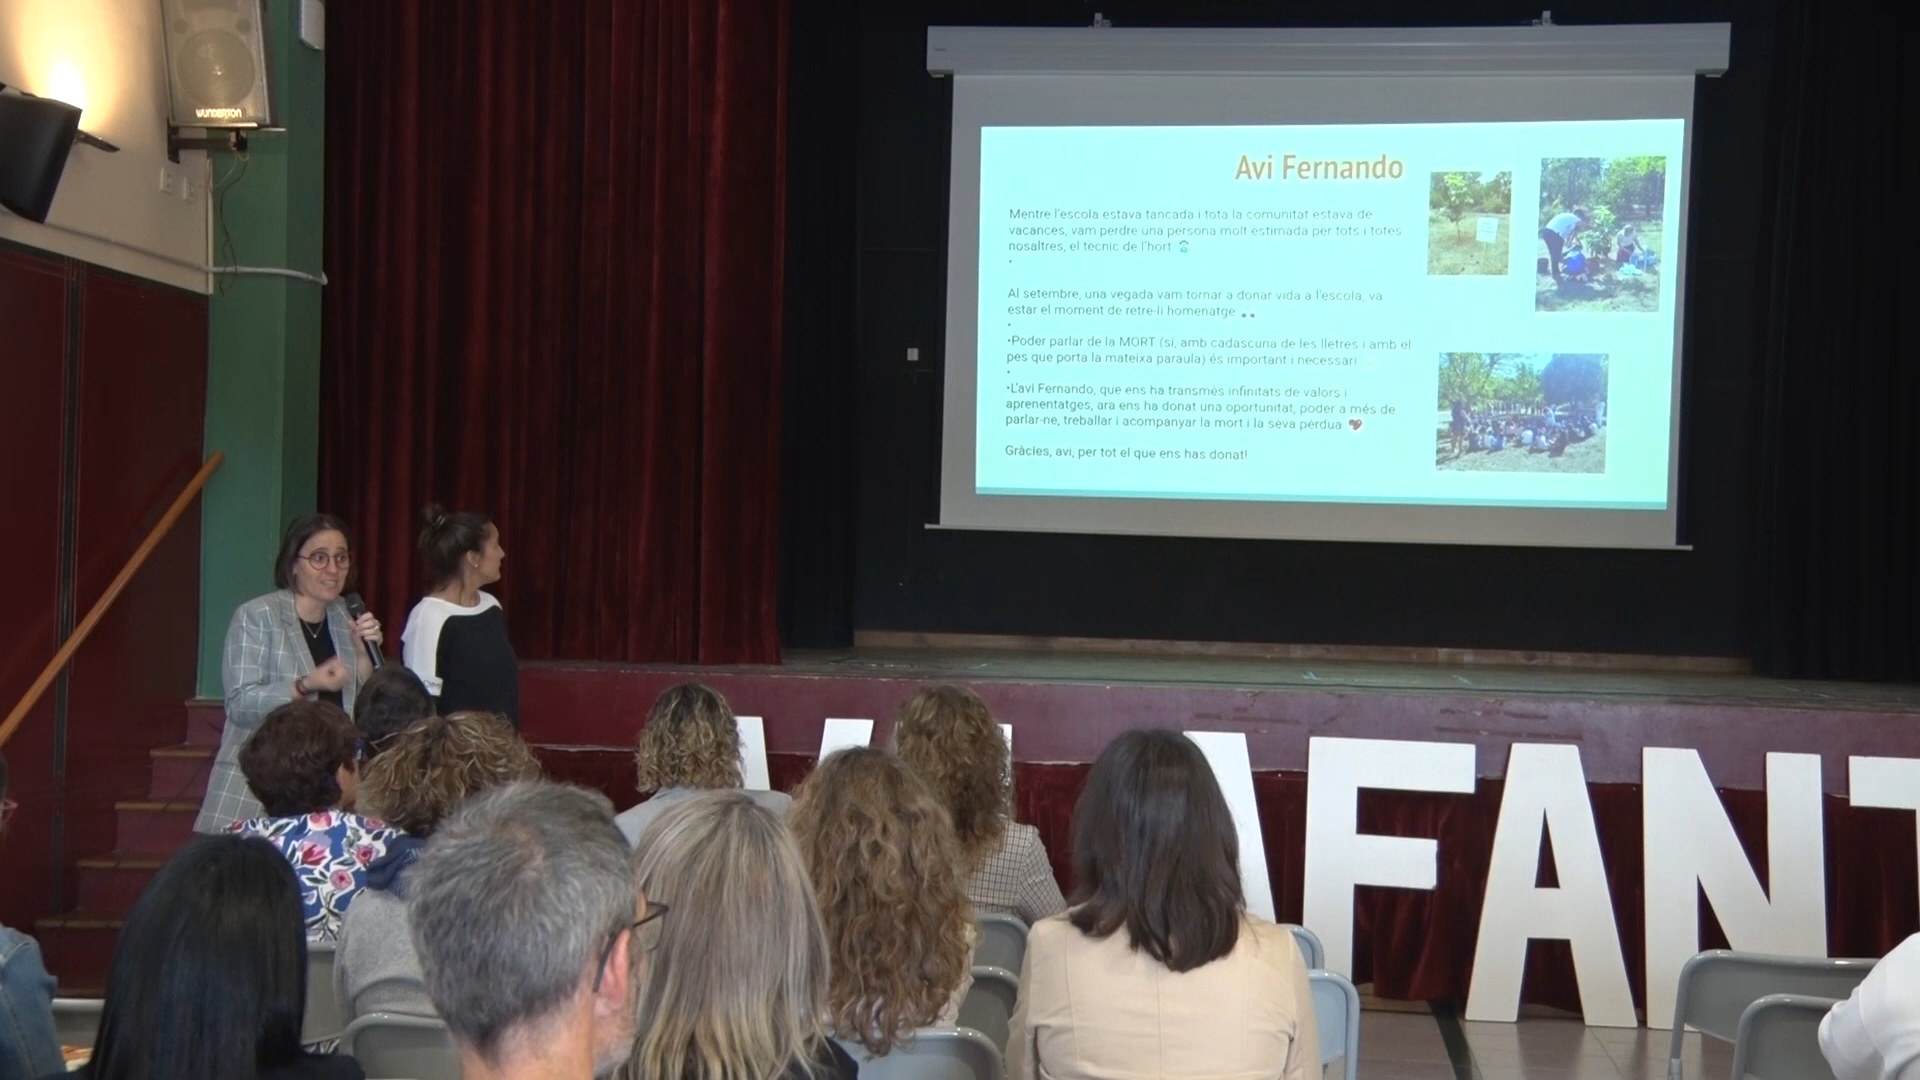 WUNDERTON
Avi Fernando
Mentre l'escola estava tancada i tota la comunitat estava de
vacances, vam perdre una persona molt estimada per tots i totes
nosaltres, el tècnic de l'hort
Al setembre, una vegada vam tornar a donar vida a l'escola, va
estar el moment de retre-li homenatge
•Poder parlar de la MORT (sí, amb cadascuna de les lletres i amb el
pes que porta la mateixa paraula) és important i necessari
•L'avi Fernando, que ens ha transmès infinitats de valors i
aprenentatges, ara ens ha donat una oportunitat, poder a més de
parlar-ne, treballar i acompanyar la mort i la seva pèrdua
Gràcies, avi, per tot el que ens has donat!
AFANT